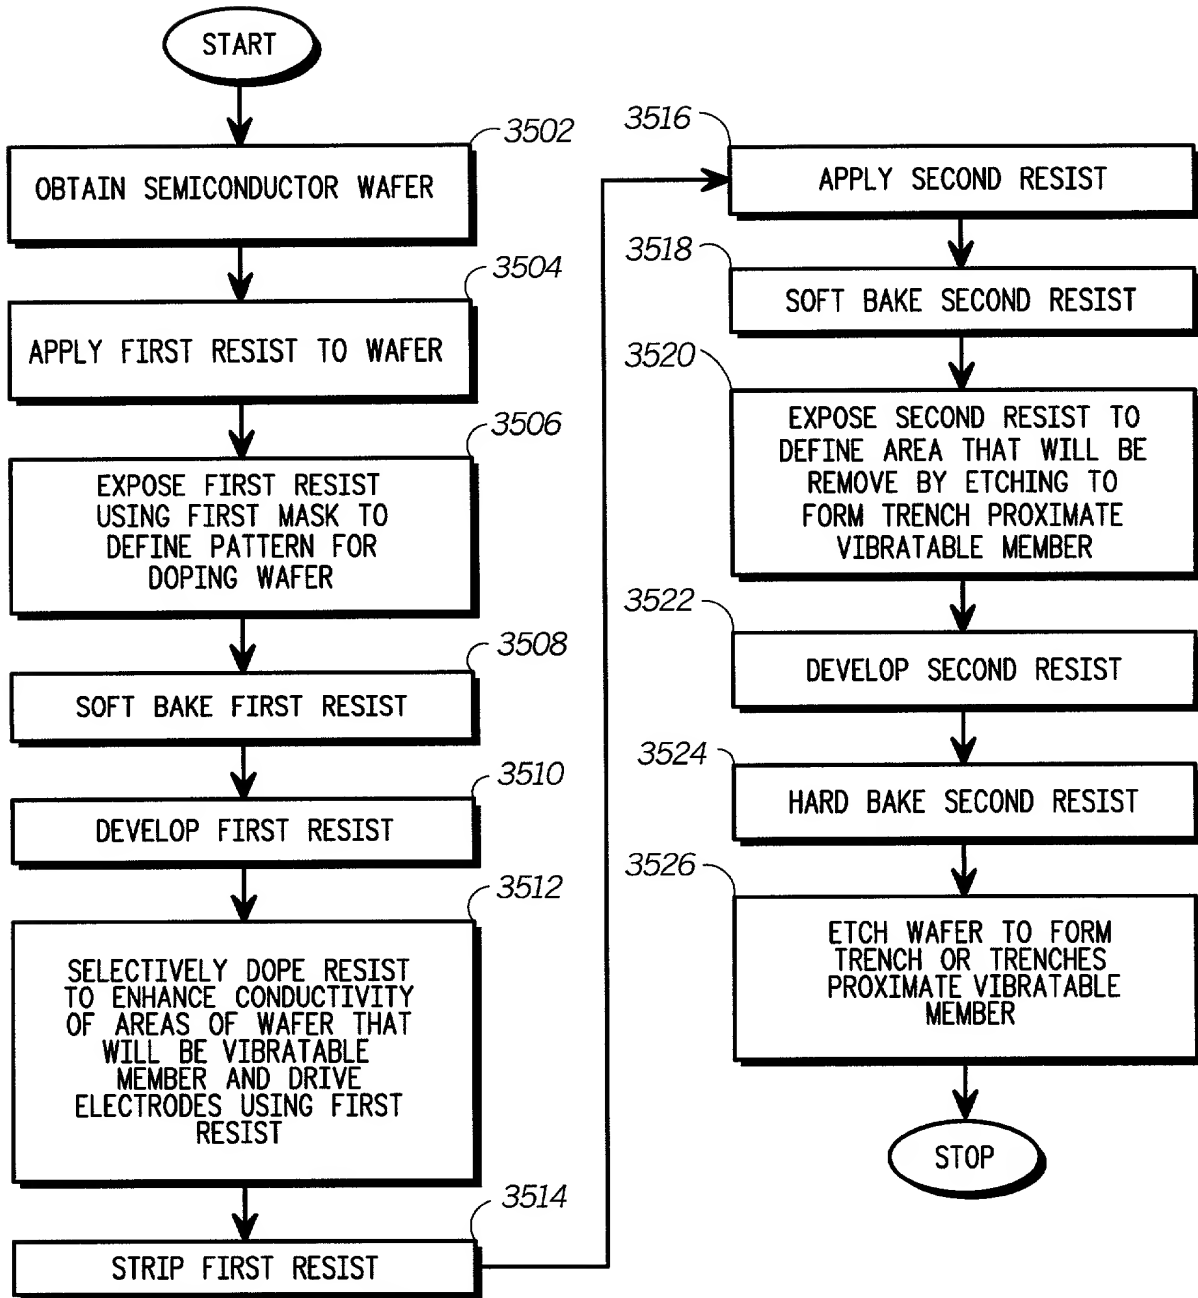 START
3502
OBTAIN SEMICONDUCTOR WAFER
3504
APPLY FIRST RESIST TO WAFER
3506
EXPOSE FIRST RESIST
USING FIRST MASK TO
DEFINE PATTERN FOR
DOPING WAFER
3508
SOFT BAKE FIRST RESIST
3510
DEVELOP FIRST RESIST
3512
SELECTIVELY DOPE RESIST
TO ENHANCE CONDUCTIVITY
OF AREAS OF WAFER THAT
WILL BE VIBRATABLE
MEMBER AND DRIVE
ELECTRODES USING FIRST
RESIST
3514
STRIP FIRST RESIST
3516
APPLY SECOND RESIST
3518
SOFT BAKE SECOND RESIST
3520
EXPOSE SECOND RESIST TO
DEFINE AREA THAT WILL BE
REMOVE BY ETCHING TO
FORM TRENCH PROXIMATE
VIBRATABLE MEMBER
3522
DEVELOP SECOND RESIST
3524
HARD BAKE SECOND RESIST
3526
ETCH WAFER TO FORM
TRENCH OR TRENCHES
PROXIMATE VIBRATABLE
MEMBER
STOP